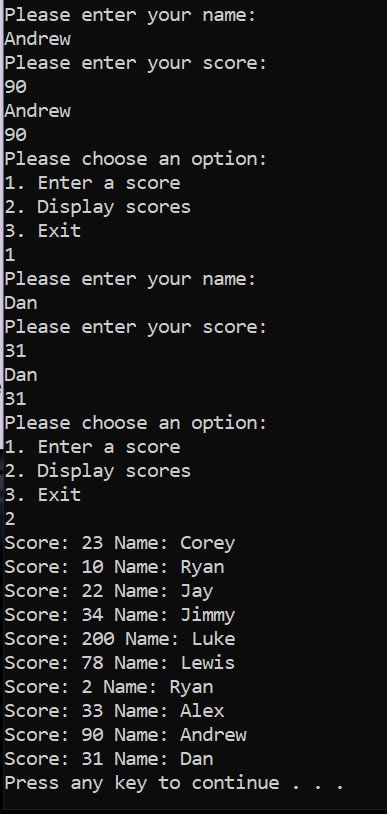 Please enter your name:
Andrew
Please enter your score:
90
Andrew
90
Please choose an option:
1. Enter a score
2. Display scores
3. Exit
1
Please enter your name:
Dan
Please enter your score:
31
Dan
31
Please choose an option:
1. Enter a score
2. Display scores
3. Exit
2
Score: 23 Name: Corey
Score: 10 Name: Ryan
Score: 22 Name: Jay
Score: 34 Name: Jimmy
Score: 200 Name: Luke
Score: 78 Name: Lewis
Score: 2 Name: Ryan
Score: 33 Name: Alex
Score: 90 Name: Andrew
Score: 31 Name: Dan
Press any key to continue . . .